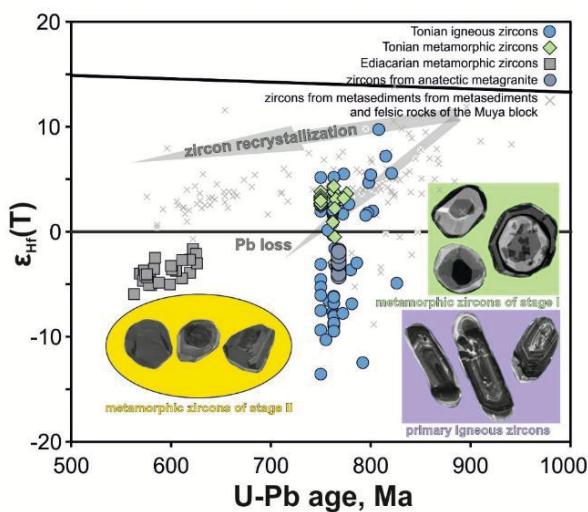 20
10
0
-10
-20
εHf(T)
Tonian igneous zircons
Tonian metamorphic zircons
Ediacarian metamorphic zircons
zircons from anatectic metagranite
zircons from metasediments from metasediments
and felsic rocks of the Muya block
zircon recrystallization
Pb loss
metamorphic zircons of stage I
metamorphic zircons of stage II
primary igneous zircons
500
600
700
800
900
1000
U-Pb age, Ma